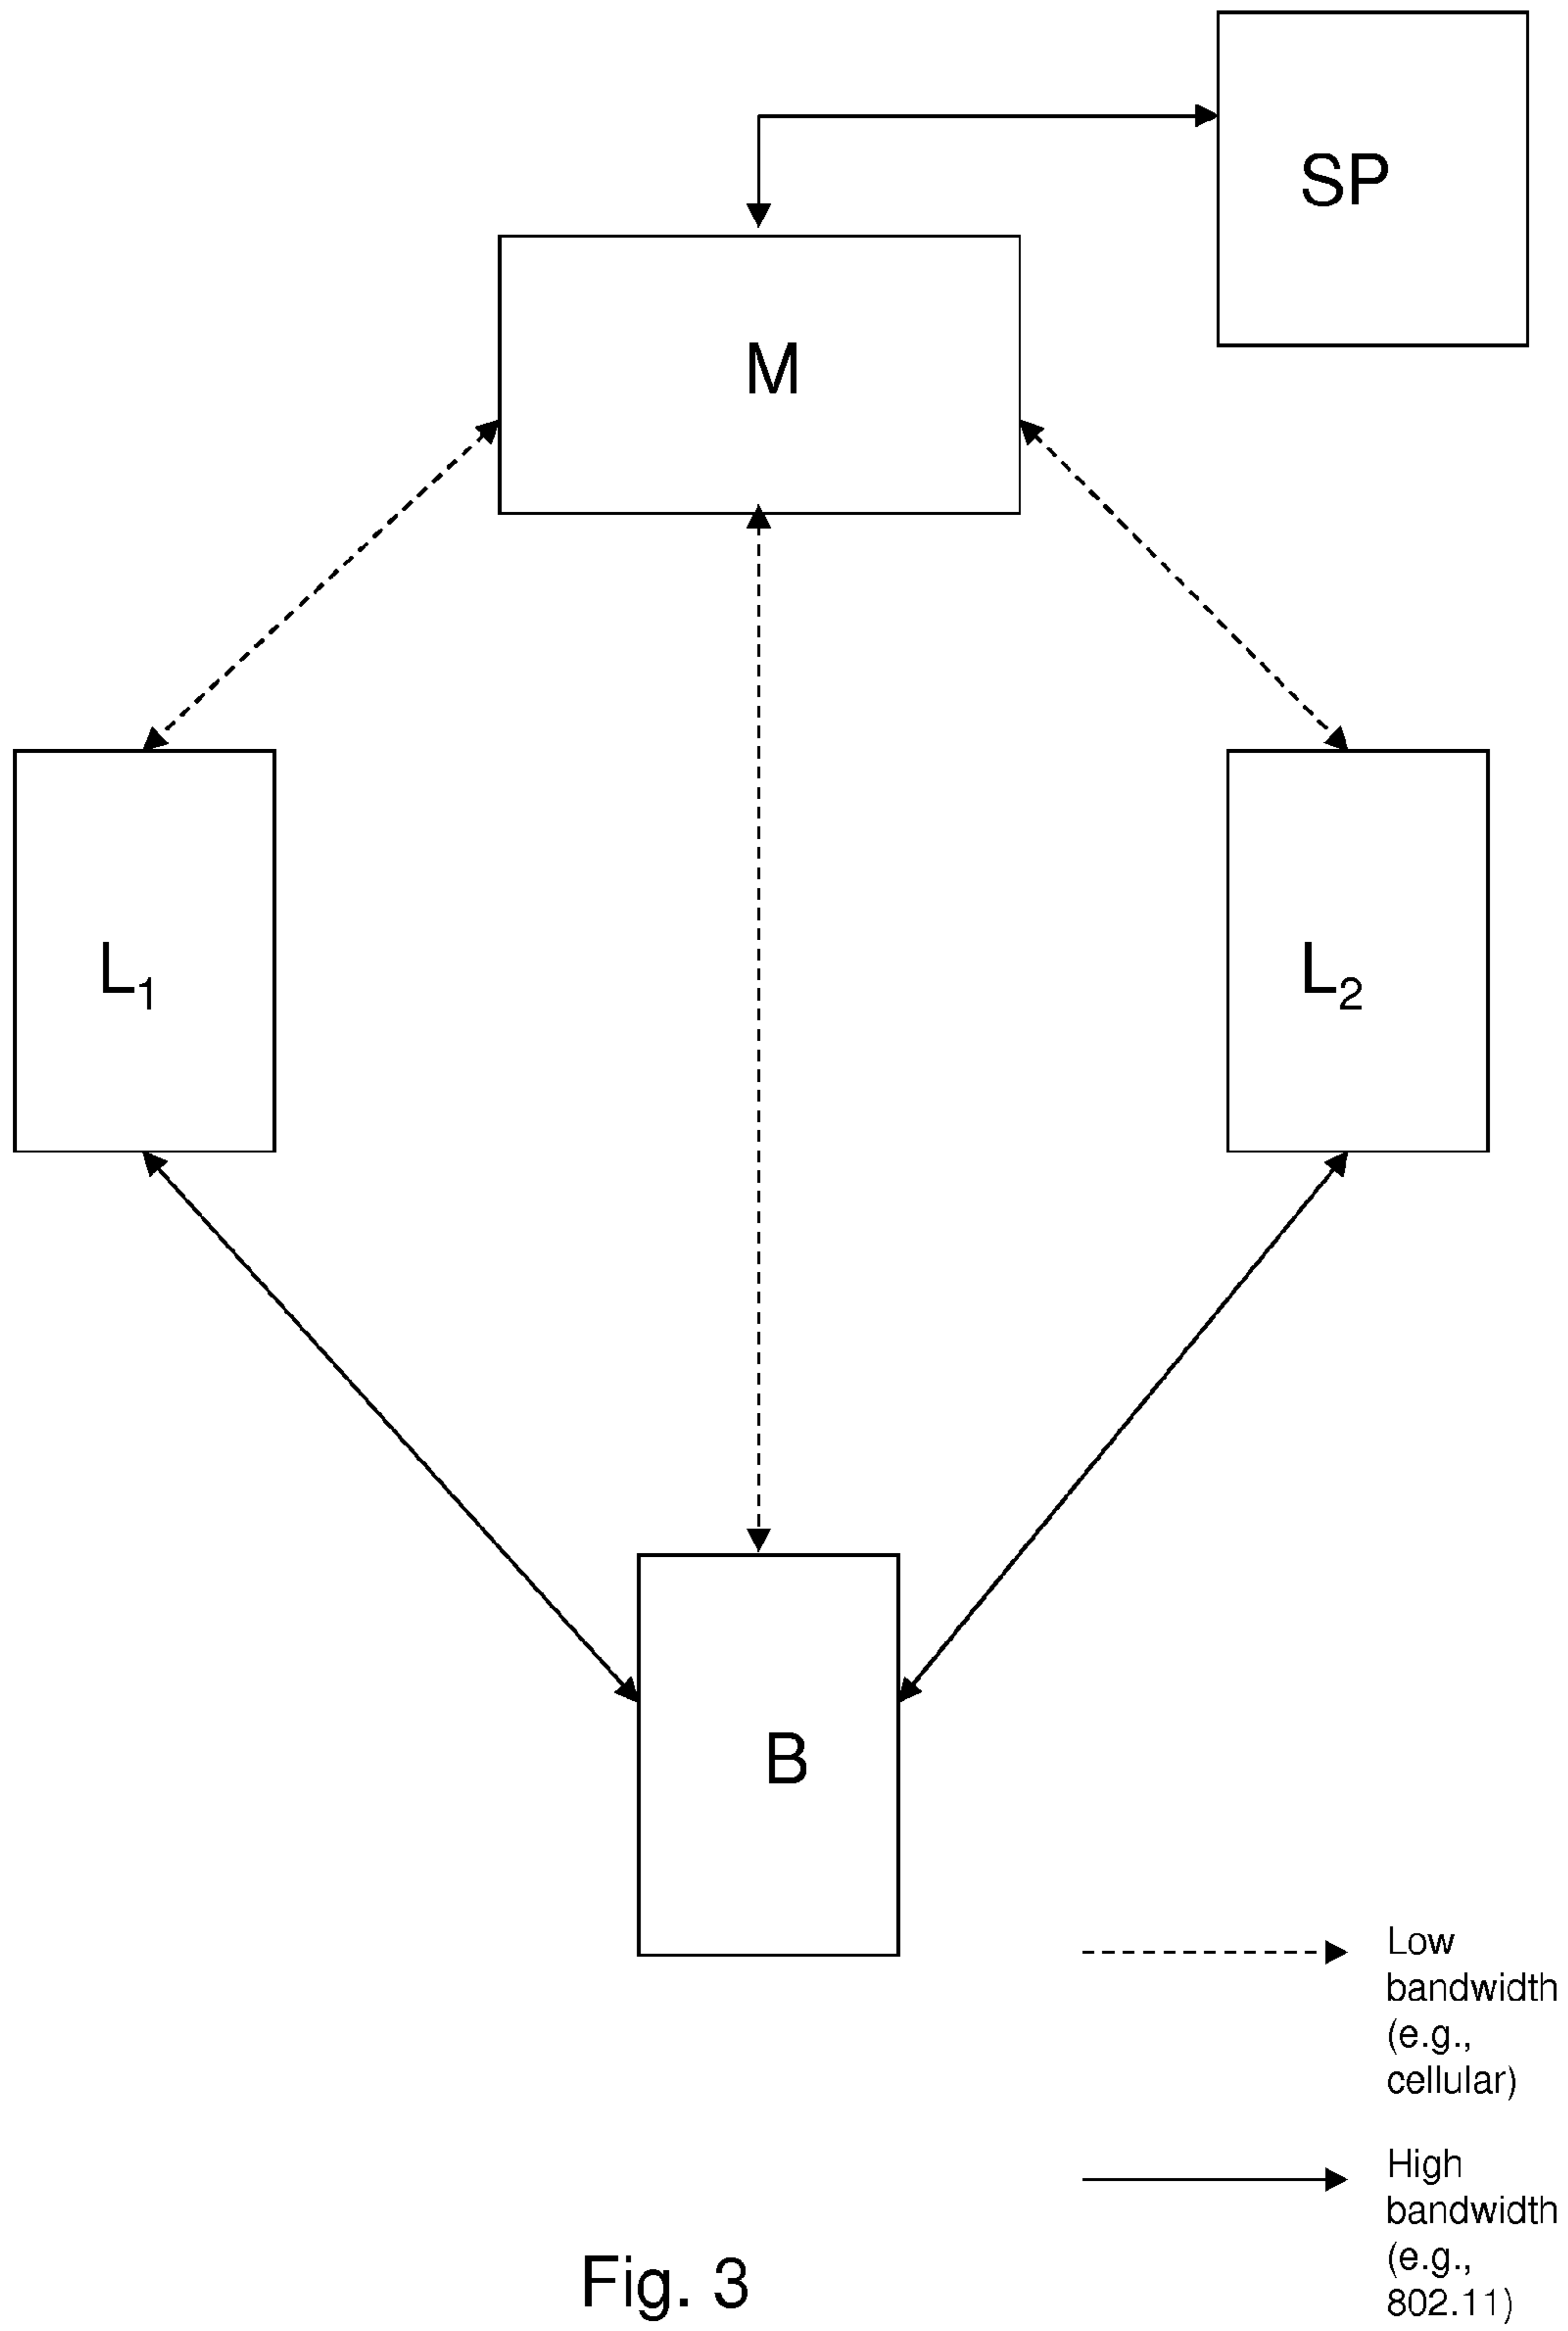 SP
M
L1
L2
B
Low
bandwidth
(e.g.,
cellular)
High
bandwidth
(e.g.,
802.11)
Fig. 3